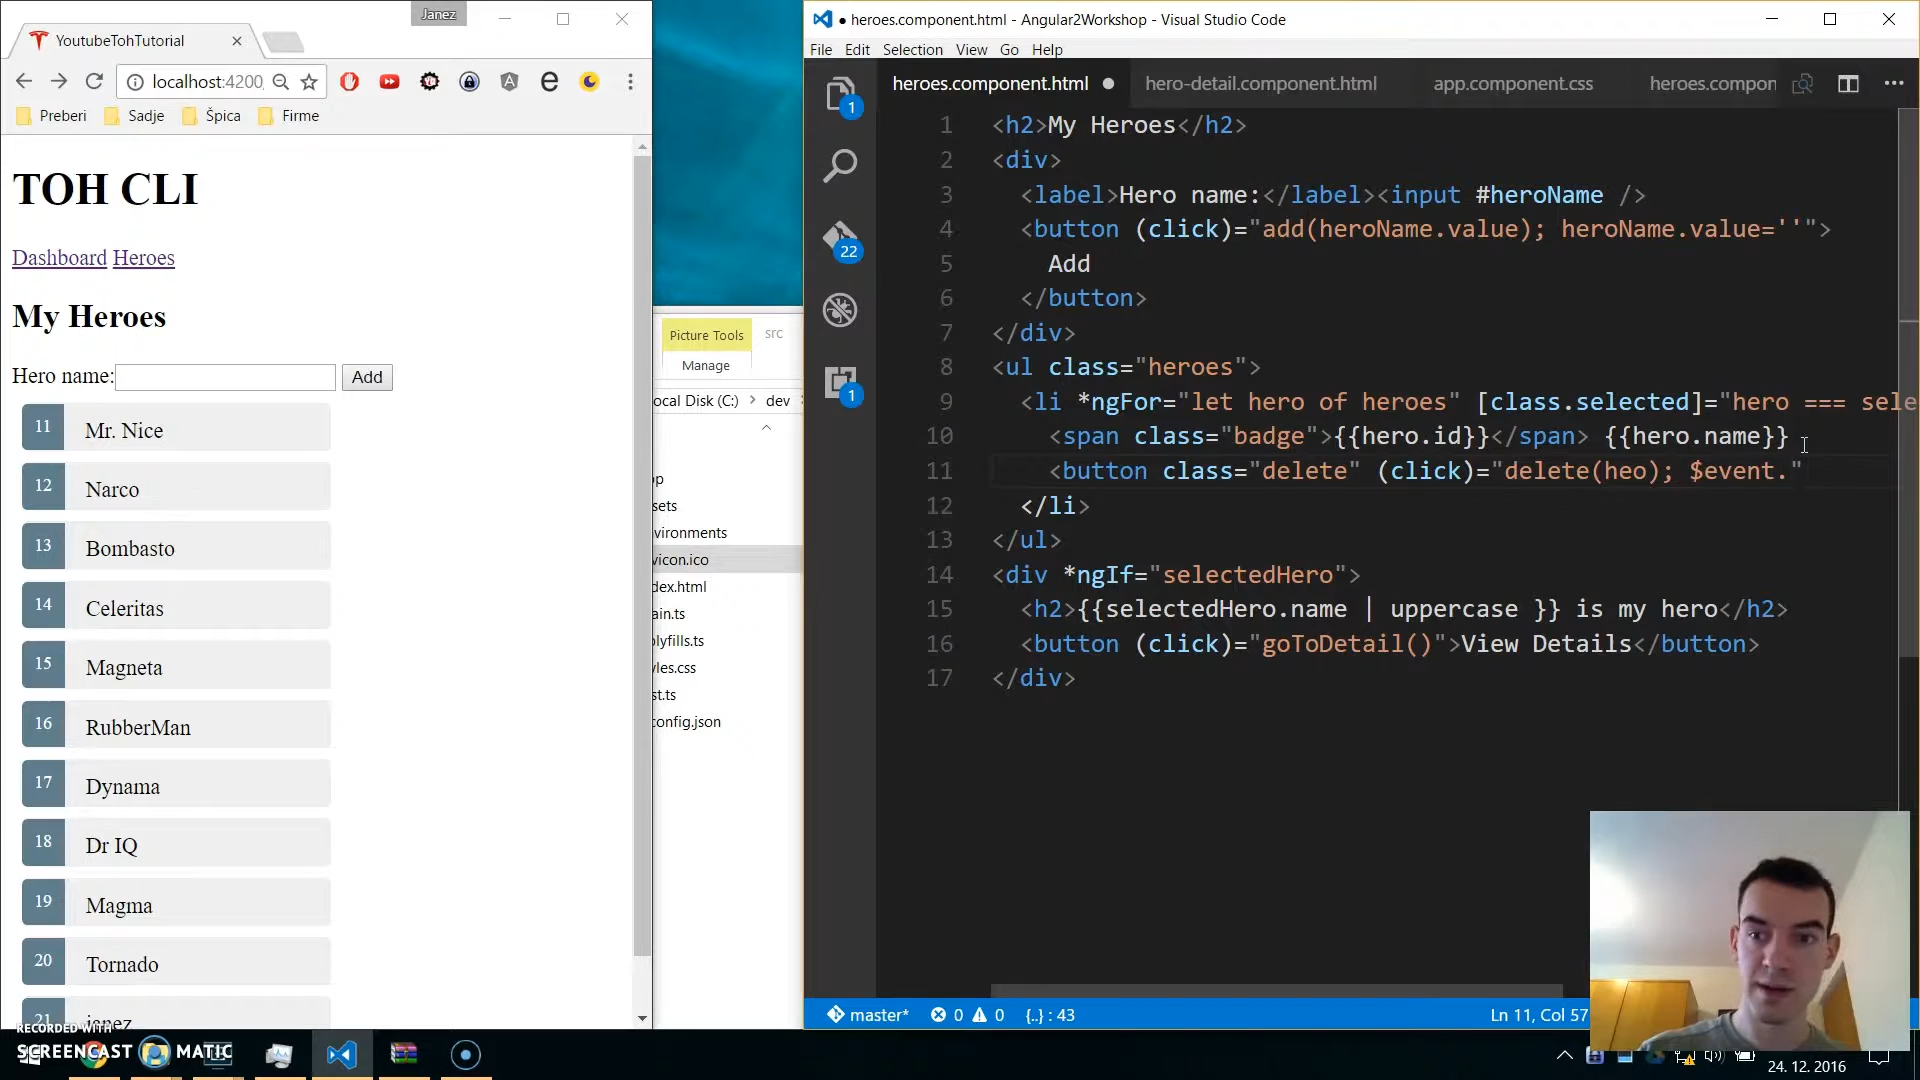 Janez
YoutubeTohTutorial
localhost:4200,
Preberi Sadje Špica Firme
TOH CLI
Dashboard Heroes
My Heroes
Hero name: Add
11 Mr. Nice
12 Narco
13 Bombasto
14 Celeritas
15 Magneta
16 RubberMan
17 Dynama
18 Dr IQ
19 Magma
20 Tornado
21 janez
Picture Tools src
Manage
ocal Disk (C:) > dev
op
sets
vironments
vicon.ico
dex.html
ain.ts
olyfills.ts
yles.css
st.ts
config.json
● heroes.component.html - Angular2Workshop - Visual Studio Code
File Edit Selection View Go Help
heroes.component.html hero-detail.component.html app.component.css heroes.compon
1
22
1
1 <h2>My Heroes</h2>
2 <div>
3 <label>Hero name:</label><input #heroName />
4 <button (click)="add(heroName.value); heroName.value=''">
5 Add
6 </button>
7 </div>
8 <ul class="heroes">
9 <li *ngFor="let hero of heroes" [class.selected]="hero === sele
10 <span class="badge">{{hero.id}}</span> {{hero.name}}
11 <button class="delete" (click)="delete(heo); $event."
12 </li>
13 </ul>
14 <div *ngIf="selectedHero">
15 <h2>{{selectedHero.name | uppercase }} is my hero</h2>
16 <button (click)="goToDetail()">View Details</button>
17 </div>
master* 0 0 {..} : 43 Ln 11, Col 57
RECORDED WITH
SCREENCAST MATIC
24. 12. 2016